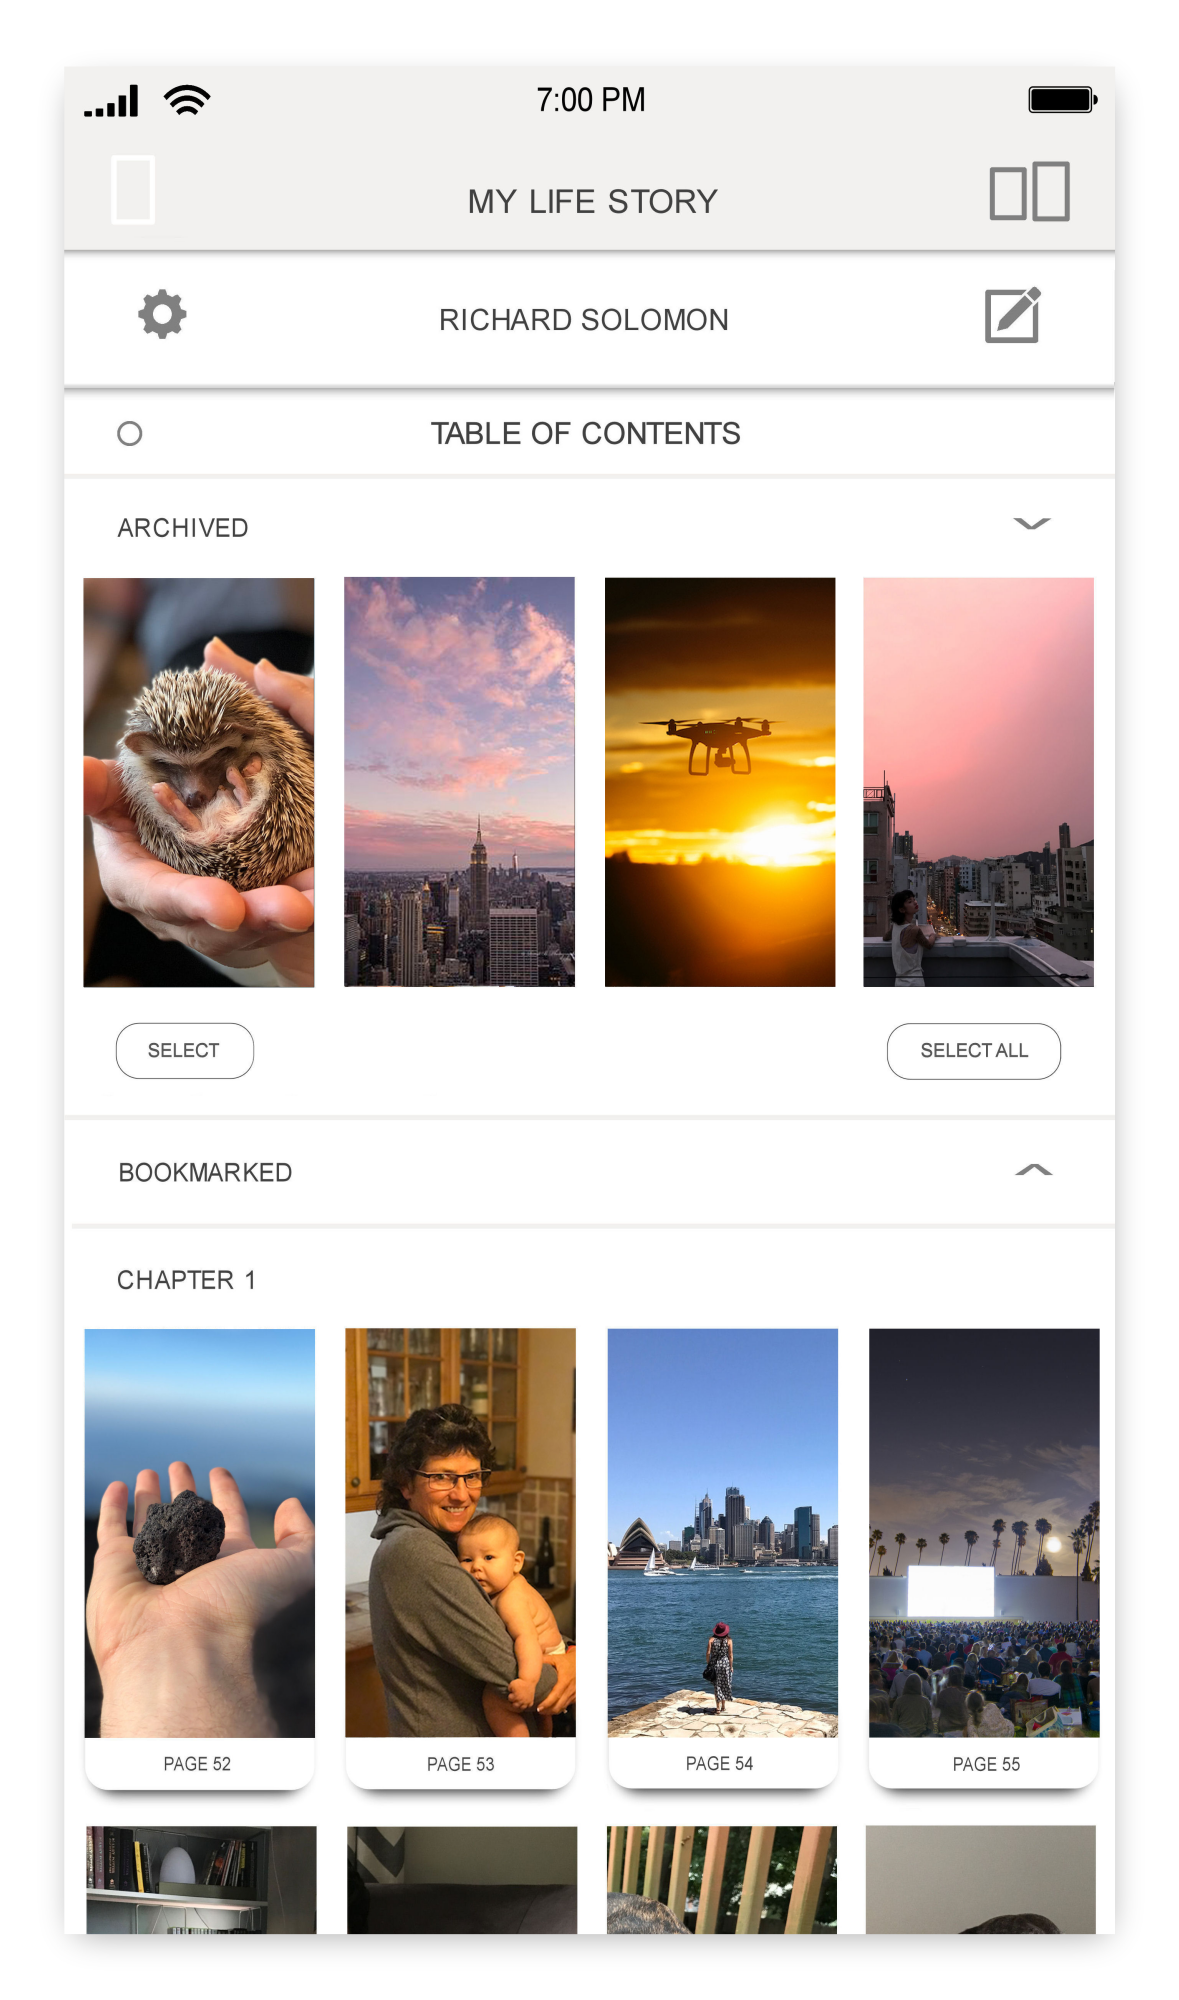 7:00 PM
MY LIFE STORY
RICHARD SOLOMON
TABLE OF CONTENTS
ARCHIVED
SELECT
SELECT ALL
BOOKMARKED
CHAPTER 1
PAGE 52
PAGE 53
PAGE 54
PAGE 55